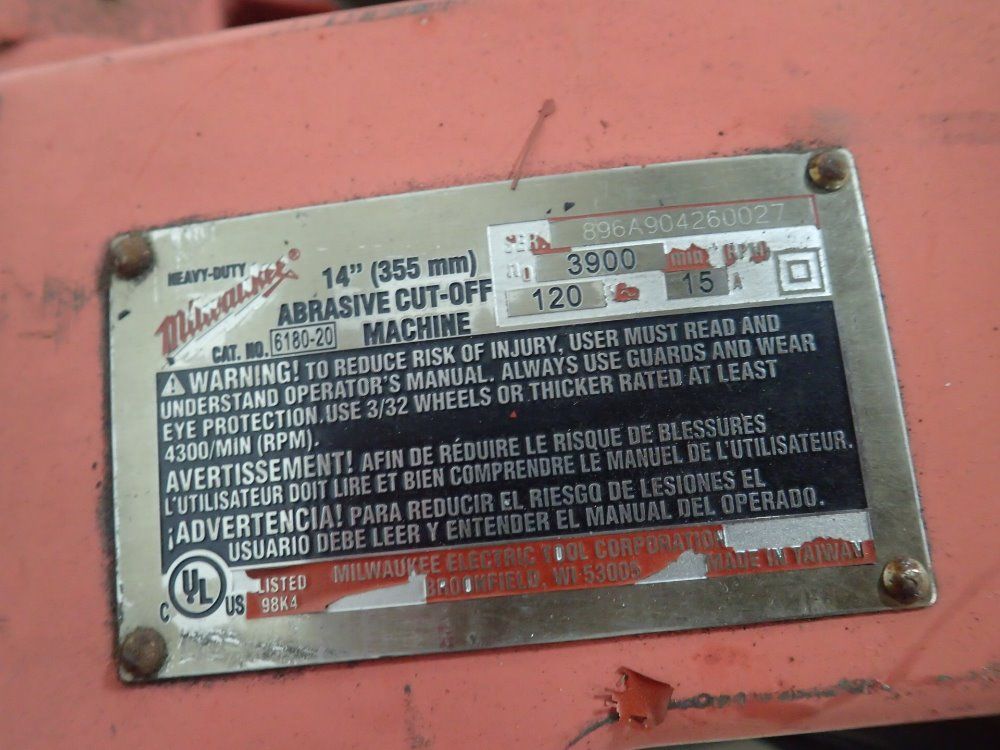 HEAVY-DUTY
Milwaukee®
14" (355 mm)
ABRASIVE CUT-OFF
MACHINE
CAT. NO. 6180-20
SER. 896A904260027
3900 min RPM
120 15 A
⚠ WARNING! TO REDUCE RISK OF INJURY, USER MUST READ AND
UNDERSTAND OPERATOR'S MANUAL. ALWAYS USE GUARDS AND WEAR
EYE PROTECTION. USE 3/32 WHEELS OR THICKER RATED AT LEAST
4300/MIN (RPM).
AVERTISSEMENT! AFIN DE RÉDUIRE LE RISQUE DE BLESSURES
L'UTILISATEUR DOIT LIRE ET BIEN COMPRENDRE LE MANUEL DE L'UTILISATEUR.
¡ADVERTENCIA! PARA REDUCIR EL RIESGO DE LESIONES EL
USUARIO DEBE LEER Y ENTENDER EL MANUAL DEL OPERADO.
C UL US
LISTED
98K4
MILWAUKEE ELECTRIC TOOL CORPORATION
BROOKFIELD, WI 53005
MADE IN TAIWAN